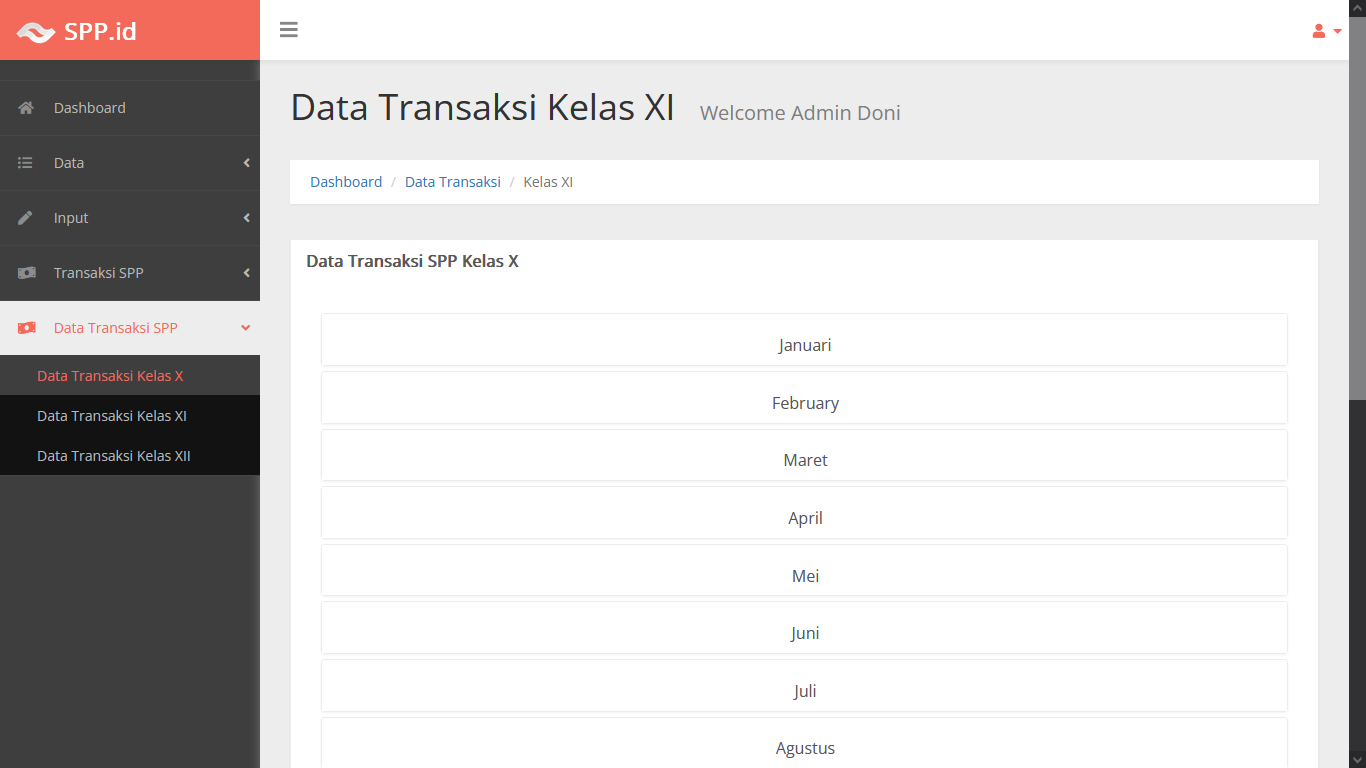 SPP.id
Dashboard
Data
Input
Transaksi SPP
Data Transaksi SPP
Data Transaksi Kelas X
Data Transaksi Kelas XI
Data Transaksi Kelas XII
Data Transaksi Kelas XI Welcome Admin Doni
Dashboard / Data Transaksi / Kelas XI
Data Transaksi SPP Kelas X
Januari
February
Maret
April
Mei
Juni
Juli
Agustus